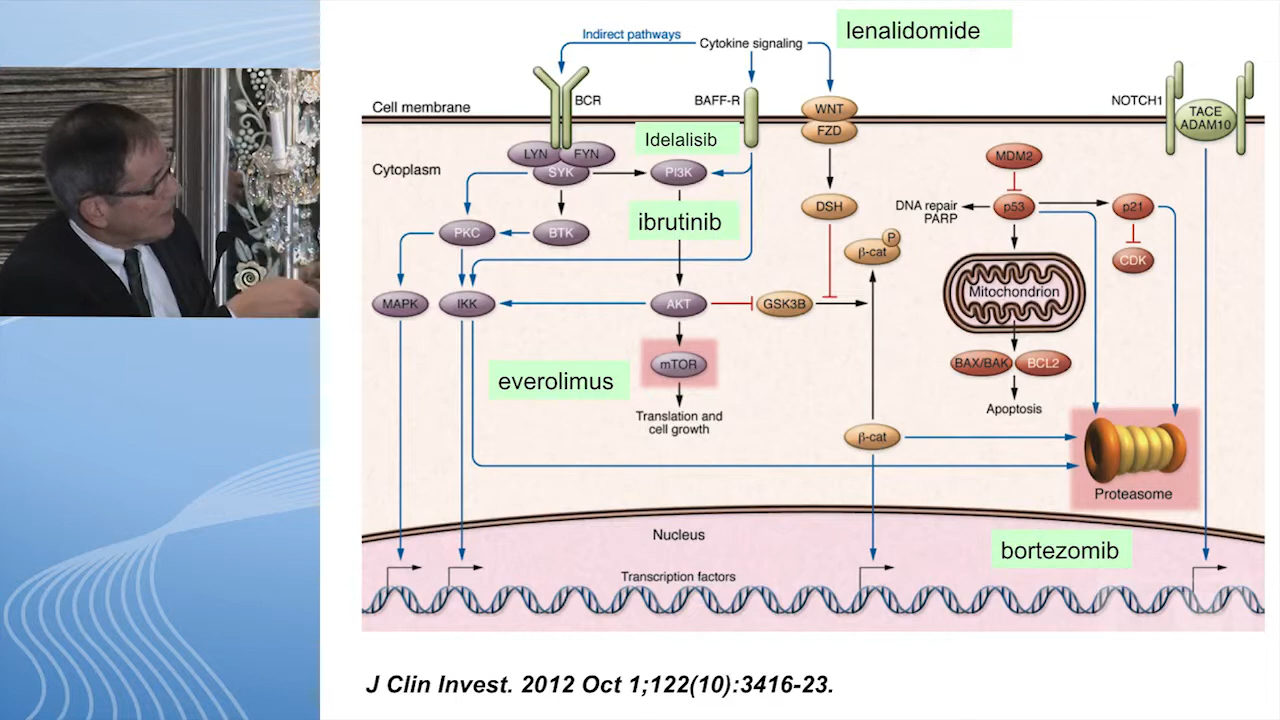 lenalidomide
Indirect pathways
Cytokine signaling
BCR
BAFF-R
WNT
FZD
NOTCH1
TACE
ADAM10
Cell membrane
Cytoplasm
LYN
FYN
SYK
Idelalisib
PI3K
MDM2
DNA repair
PARP
p53
p21
DSH
ibrutinib
PKC
BTK
P
β-cat
CDK
Mitochondrion
MAPK
IKK
AKT
GSK3B
mTOR
everolimus
BAX/BAK
BCL2
Translation and
cell growth
Apoptosis
β-cat
Proteasome
Nucleus
bortezomib
Transcription factors
J Clin Invest. 2012 Oct 1;122(10):3416-23.